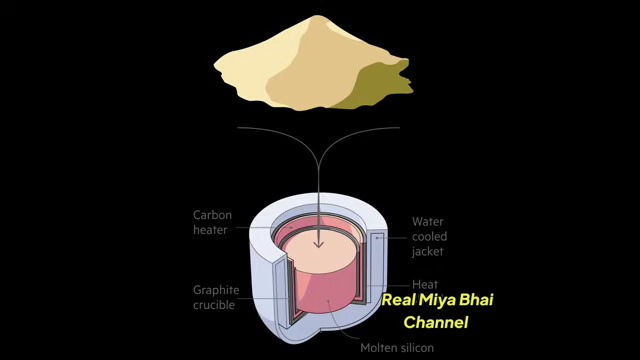 Carbon
heater
Water
cooled
jacket
Graphite
crucible
Heat
Real Miya Bhai
Channel
Molten silicon